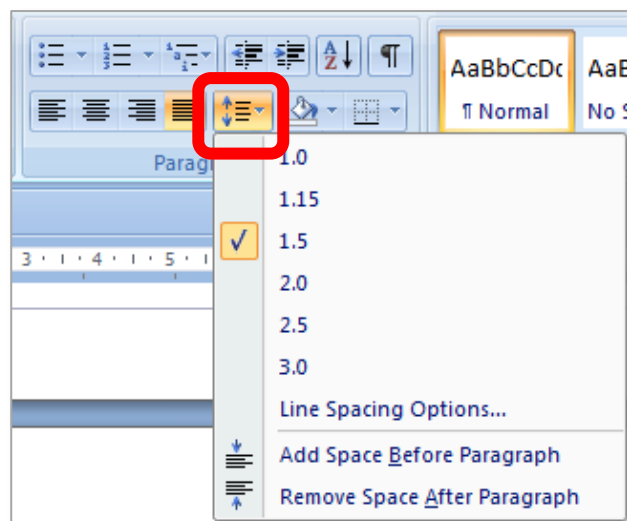 AaBbCcDc AaB
¶ Normal No S
Paragr
3 · ı · 4 · ı · 5 · ı
1.0
1.15
1.5
2.0
2.5
3.0
Line Spacing Options...
Add Space Before Paragraph
Remove Space After Paragraph